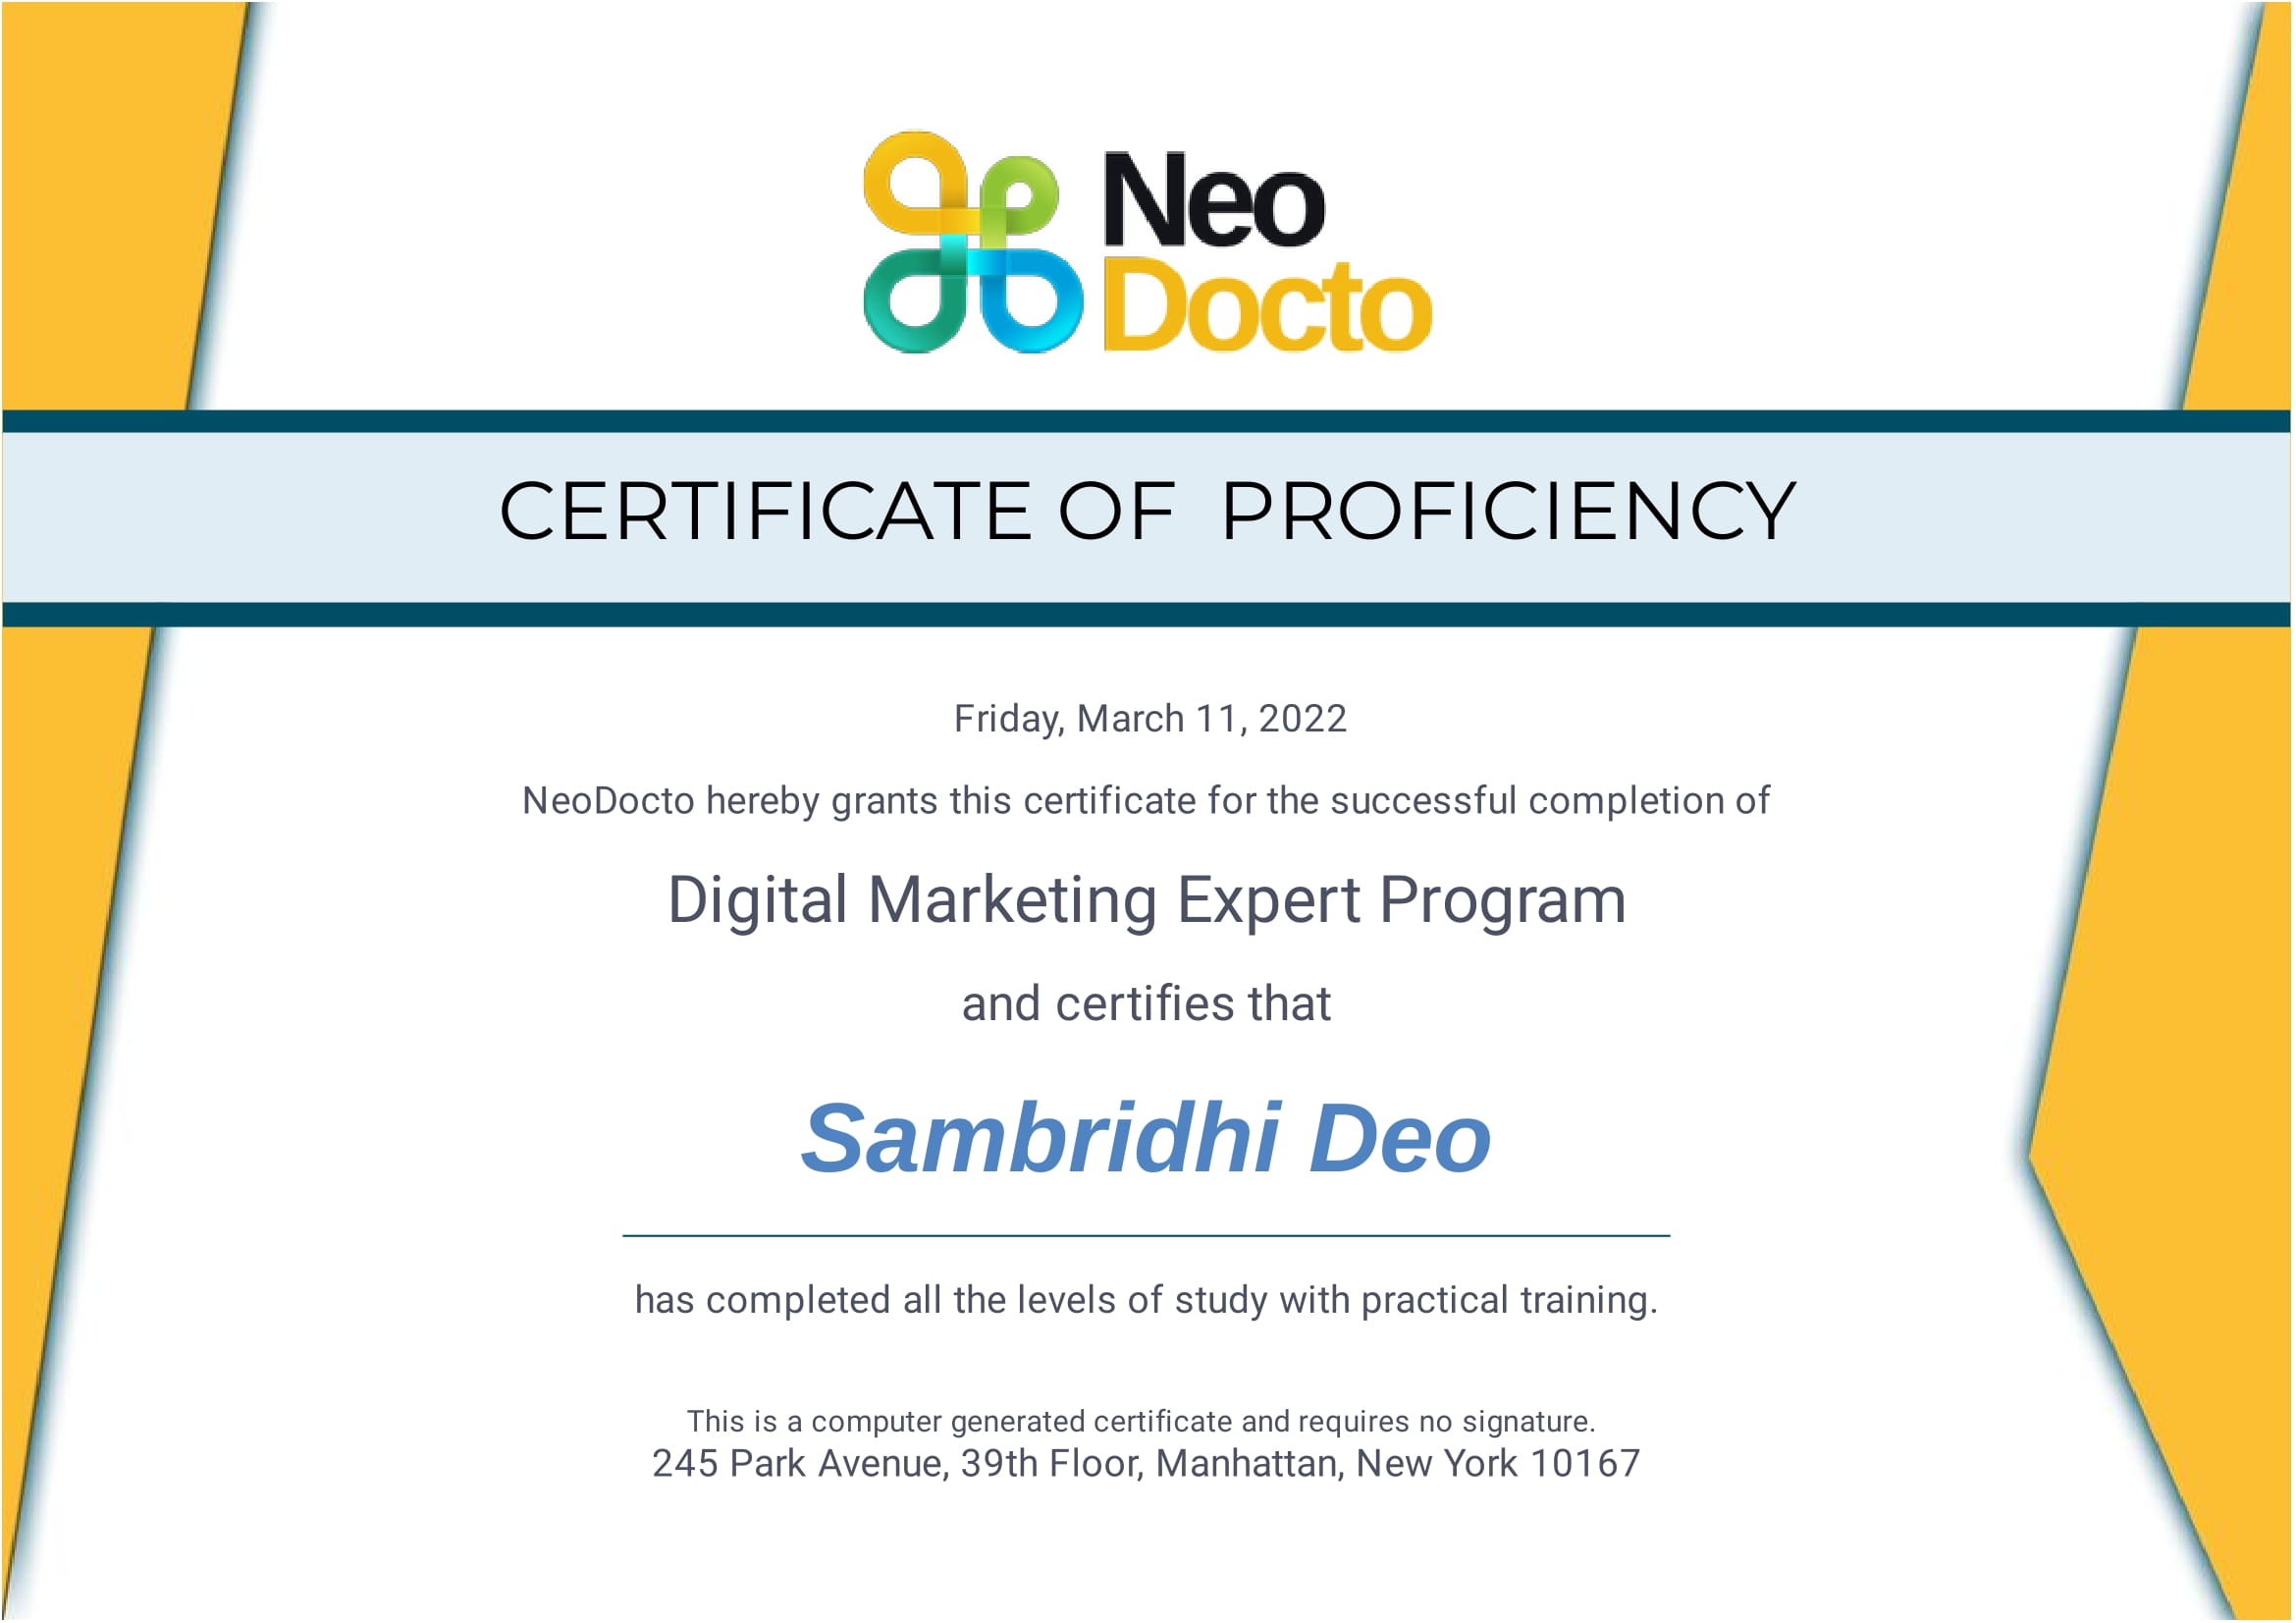 Neo
Docto
CERTIFICATE OF PROFICIENCY
Friday, March 11, 2022
NeoDocto hereby grants this certificate for the successful completion of
Digital Marketing Expert Program
and certifies that
Sambridhi Deo
has completed all the levels of study with practical training.
This is a computer generated certificate and requires no signature.
245 Park Avenue, 39th Floor, Manhattan, New York 10167